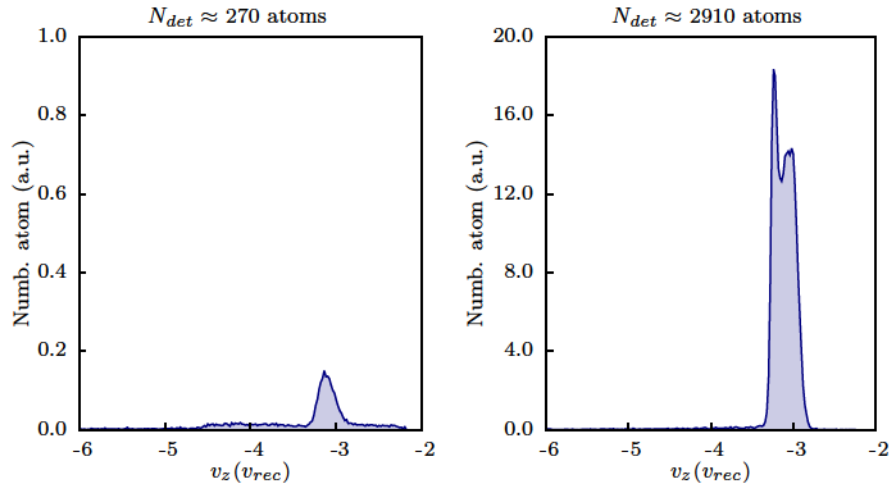 N_det ≈ 270 atoms
1.0
0.8
0.6
0.4
0.2
0.0
Numb. atom (a.u.)
-6 -5 -4 -3 -2
v_z(v_rec)
N_det ≈ 2910 atoms
20.0
16.0
12.0
8.0
4.0
0.0
Numb. atom (a.u.)
-6 -5 -4 -3 -2
v_z(v_rec)